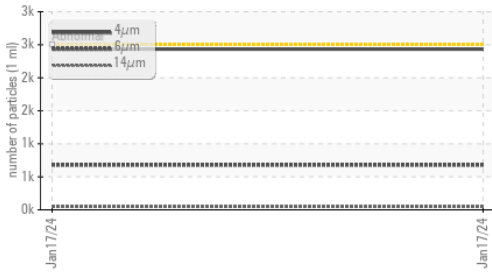 number of particles (1 ml)
3k
3k
2k
2k
1k
1k
0k
Abnormal
4μm
6μm
14μm
Jan17/24
Jan17/24